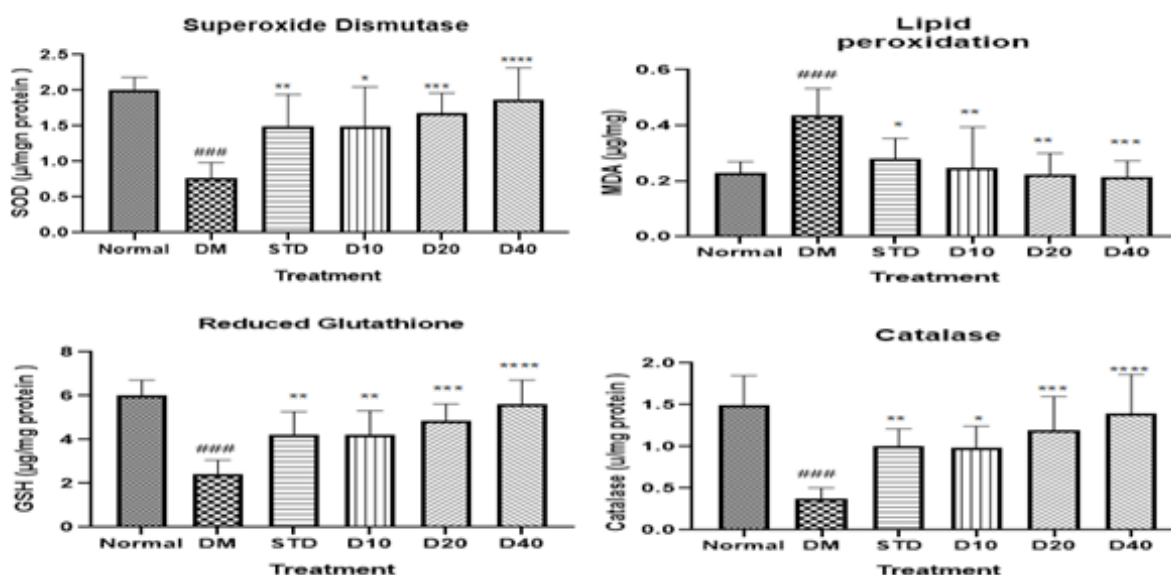 Superoxide Dismutase
SOD (µ/mgn protein )
2.5
2.0
1.5
1.0
0.5
0.0
###
**
*
***
****
Normal DM STD D10 D20 D40
Treatment
Lipid
peroxidation
MDA (µg/mg)
0.6
0.4
0.2
0.0
###
*
**
**
***
Normal DM STD D10 D20 D40
Treatment
Reduced Glutathione
GSH (µg/mg protein )
8
6
4
2
0
###
**
**
***
****
Normal DM STD D10 D20 D40
Treatment
Catalase
Catalase (u/mg protein )
2.0
1.5
1.0
0.5
0.0
###
**
*
***
****
Normal DM STD D10 D20 D40
Treatment